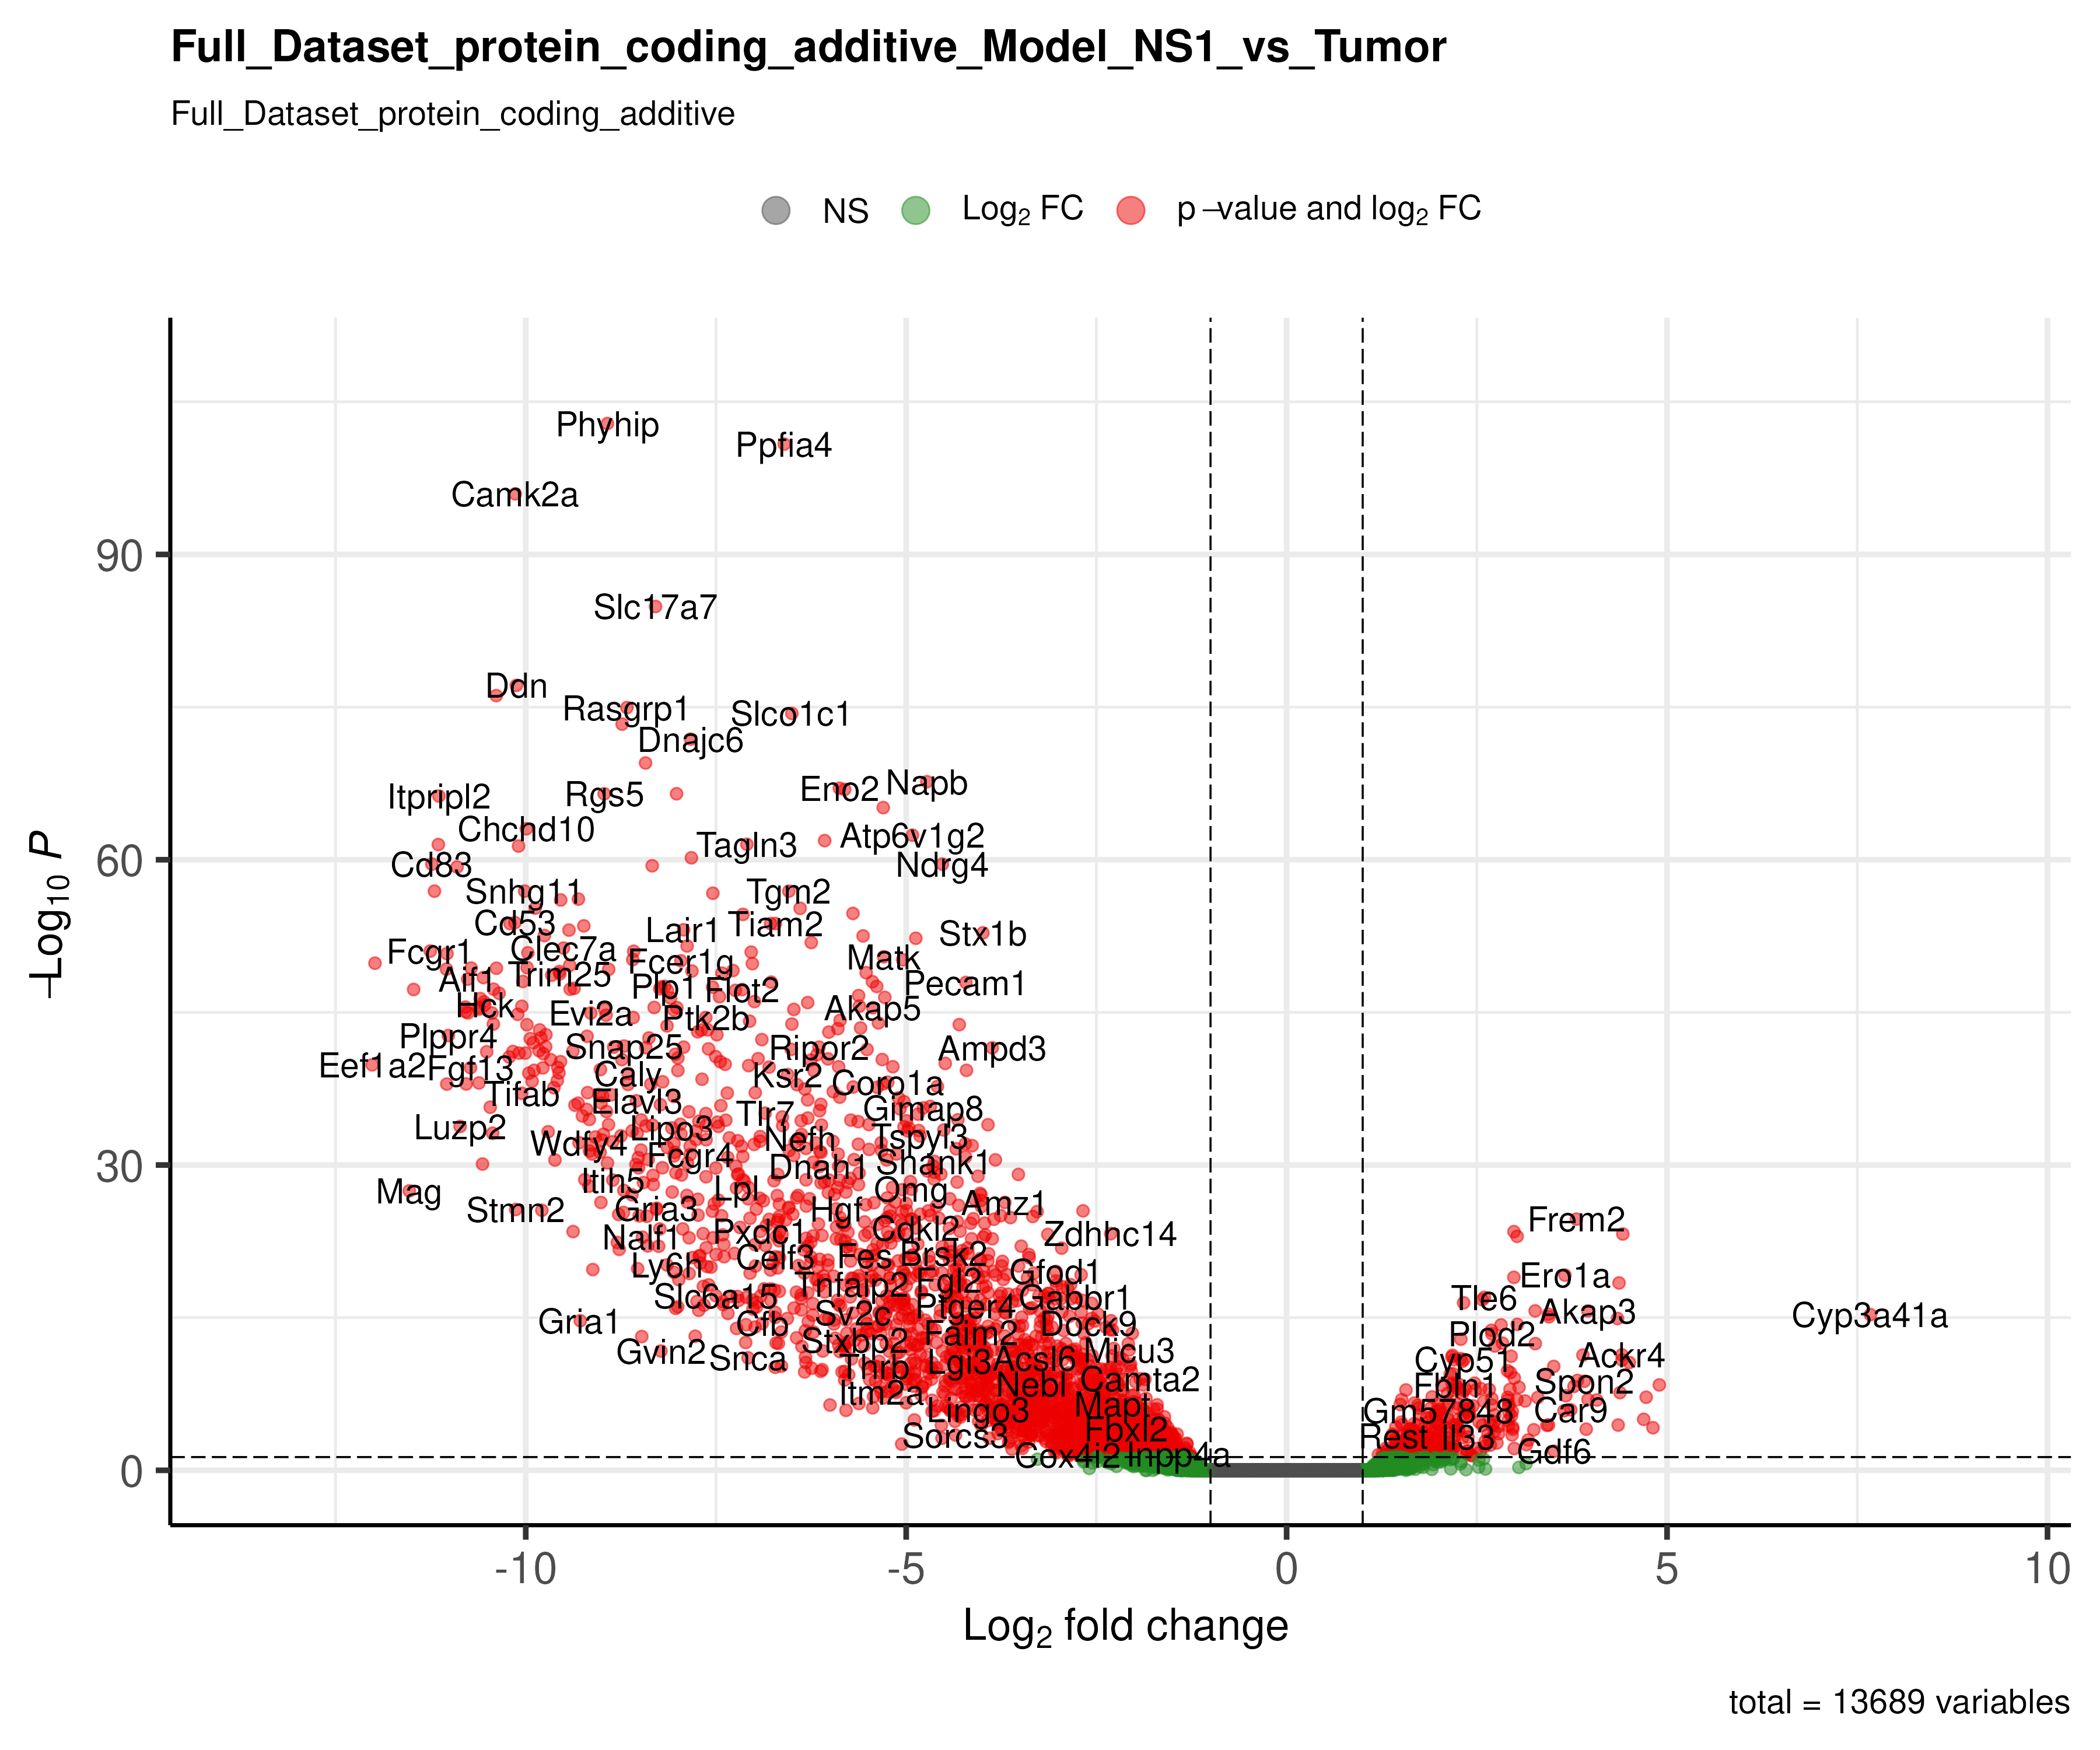 Full_Dataset_protein_coding_additive_Model_NS1_vs_Tumor
Full_Dataset_protein_coding_additive
NS Log2 FC p−value and log2 FC
−Log10 P
90
60
30
0
Phyhip
Ppfia4
Camk2a
Slc17a7
Ddn
Rasgrp1
Slco1c1
Dnajc6
Itpripl2
Rgs5
Eno2
Napb
Chchd10
Tagln3
Atp6v1g2
Cd83
Ndrg4
Snhg11
Tgm2
Cd53
Lair1
Tiam2
Stx1b
Fcgr1
Clec7a
Fcer1g
Matk
Aif1
Trim25
Plp1
Flot2
Pecam1
Hck
Evi2a
Ptk2b
Akap5
Plppr4
Snap25
Ripor2
Ampd3
Eef1a2
Fgf13
Caly
Ksr2
Coro1a
Tifab
Elavl3
Tlr7
Gimap8
Luzp2
Wdfy4
Lipo3
Nefh
Tspyl3
Fcgr4
Dnah1
Shank1
Mag
Itih5
Lpl
Omg
Stmn2
Gria3
Hgf
Amz1
Nalf1
Pxdc1
Cdkl2
Zdhhc14
Ly6h
Celf3
Fes
Brsk2
Slc6a15
Tnfaip2
Fgl2
Gfod1
Gria1
Cfb
Sv2c
Ptger4
Gabbr1
Gvin2
Snca
Stxbp2
Faim2
Dock9
Thrb
Lgi3
Acsl6
Micu3
Itm2a
Nebl
Camta2
Lingo3
Mapt
Sorcs3
Fbxl2
Cox4i2
Inpp4a
Frem2
Ero1a
Tle6
Akap3
Cyp3a41a
Plod2
Cyp51
Ackr4
Fbln1
Spon2
Gm57848
Car9
Rest
Il33
Gdf6
-10
-5
0
5
10
Log2 fold change
total = 13689 variables